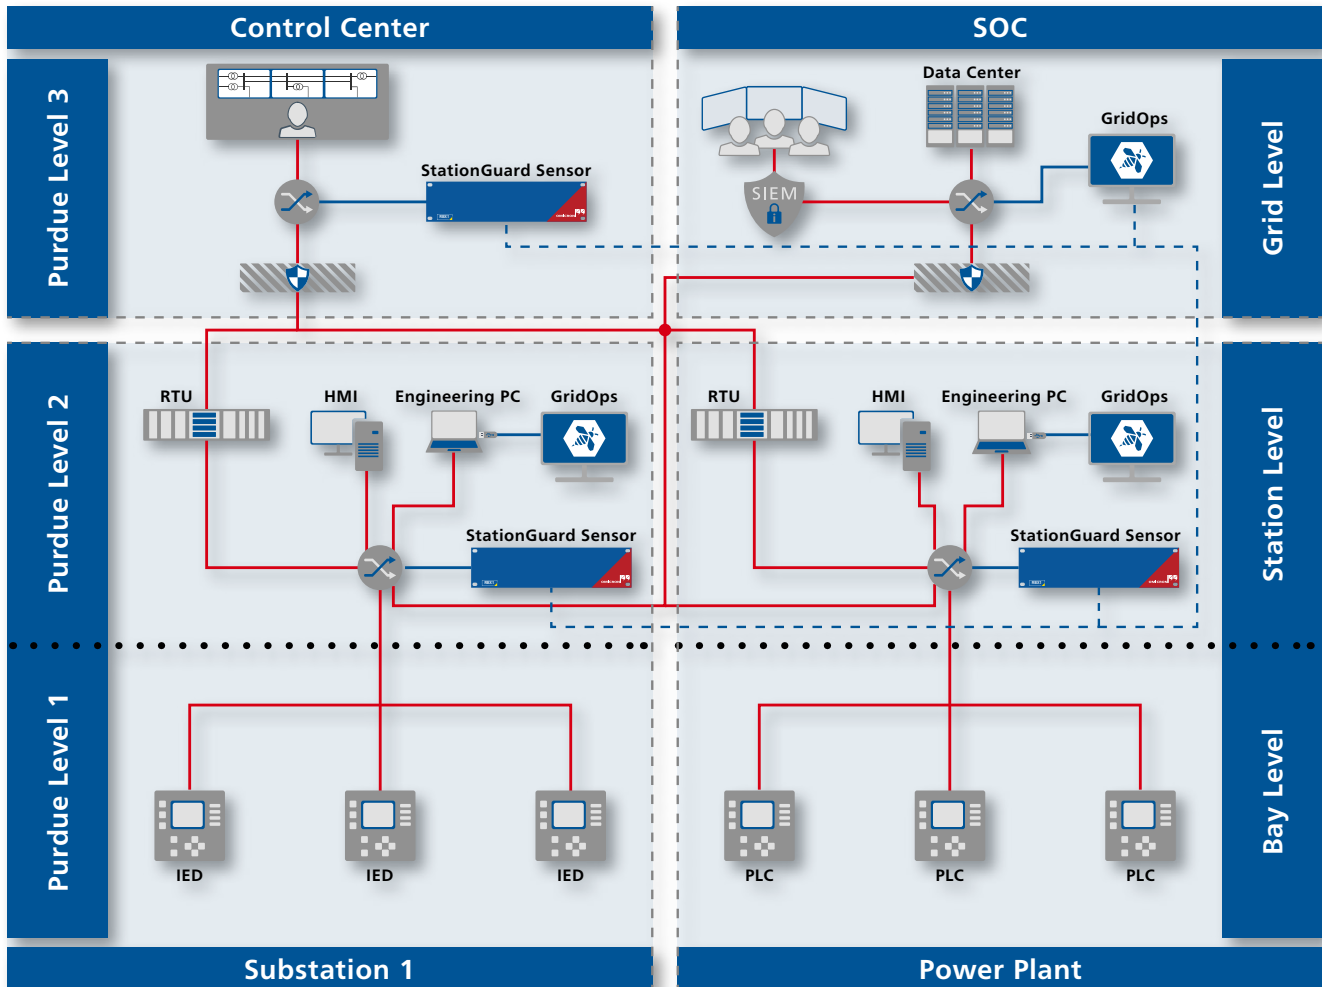 Control Center
SOC
Purdue Level 3
Grid Level
Data Center
GridOps
StationGuard Sensor
SIEM
Purdue Level 2
Station Level
RTU
HMI
Engineering PC
GridOps
RTU
HMI
Engineering PC
GridOps
StationGuard Sensor
StationGuard Sensor
Purdue Level 1
Bay Level
IED
IED
IED
PLC
PLC
PLC
Substation 1
Power Plant